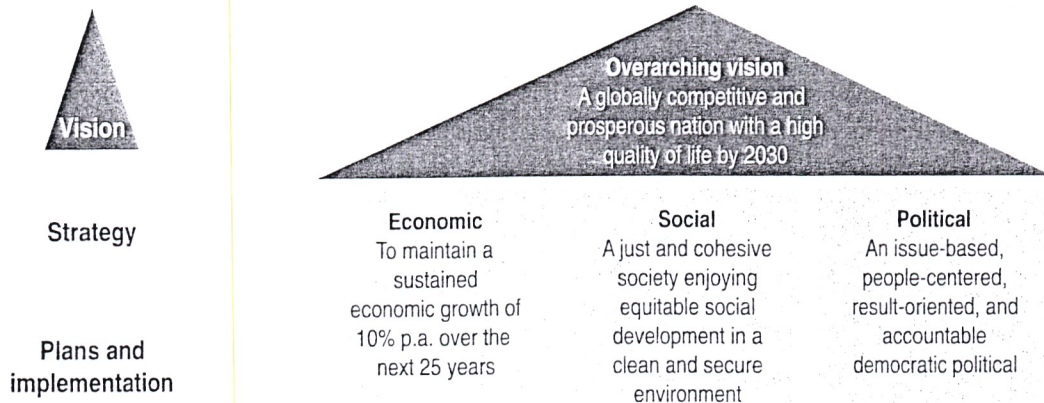 Vision
Strategy
Plans and
implementation
Overarching vision
A globally competitive and
prosperous nation with a high
quality of life by 2030
Economic
To maintain a
sustained
economic growth of
10% p.a. over the
next 25 years
Social
A just and cohesive
society enjoying
equitable social
development in a
clean and secure
environment
Political
An issue-based,
people-centered,
result-oriented, and
accountable
democratic political